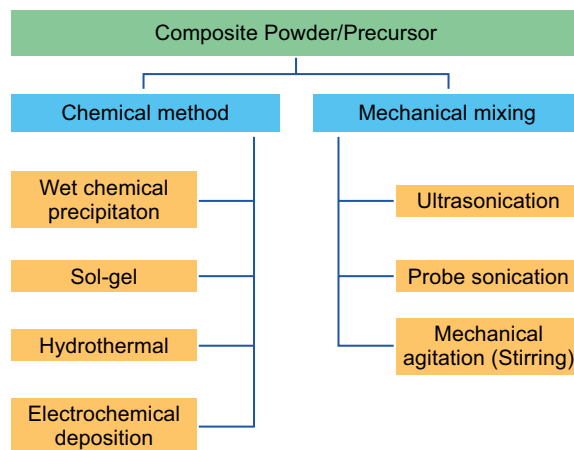 Composite Powder/Precursor
Chemical method
Mechanical mixing
Wet chemical
precipitaton
Sol-gel
Hydrothermal
Electrochemical
deposition
Ultrasonication
Probe sonication
Mechanical
agitation (Stirring)